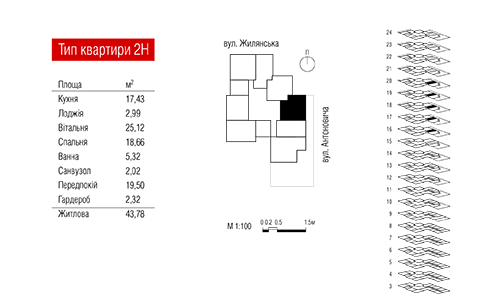 Тип квартири 2Н
Площа м²
Кухня 17,43
Лоджія 2,99
Вітальня 25,12
Спальня 18,66
Ванна 5,32
Санвузол 2,02
Передпокій 19,50
Гардероб 2,32
Житлова 43,78
вул. Жилянська
П
вул. Антоновича
М 1:100
0 0.2 0.5 1.5м
24
23
22
21
20
19
18
17
16
15
14
13
12
11
10
9
8
7
6
5
4
3